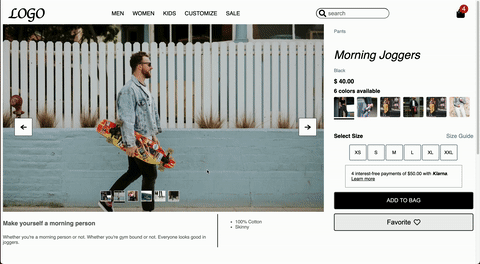 LOGO
MEN WOMEN KIDS CUSTOMIZE SALE
search
4
Pants
Morning Joggers
Black
$ 40.00
6 colors available
Select Size
Size Guide
XS S M L XL XXL
4 interest-free payments of $50.00 with Klarna
Learn more
ADD TO BAG
Favorite
Make yourself a morning person
Whether you're a morning person or not. Whether you're gym bound or not. Everyone looks good in
joggers.
100% Cotton
Skinny